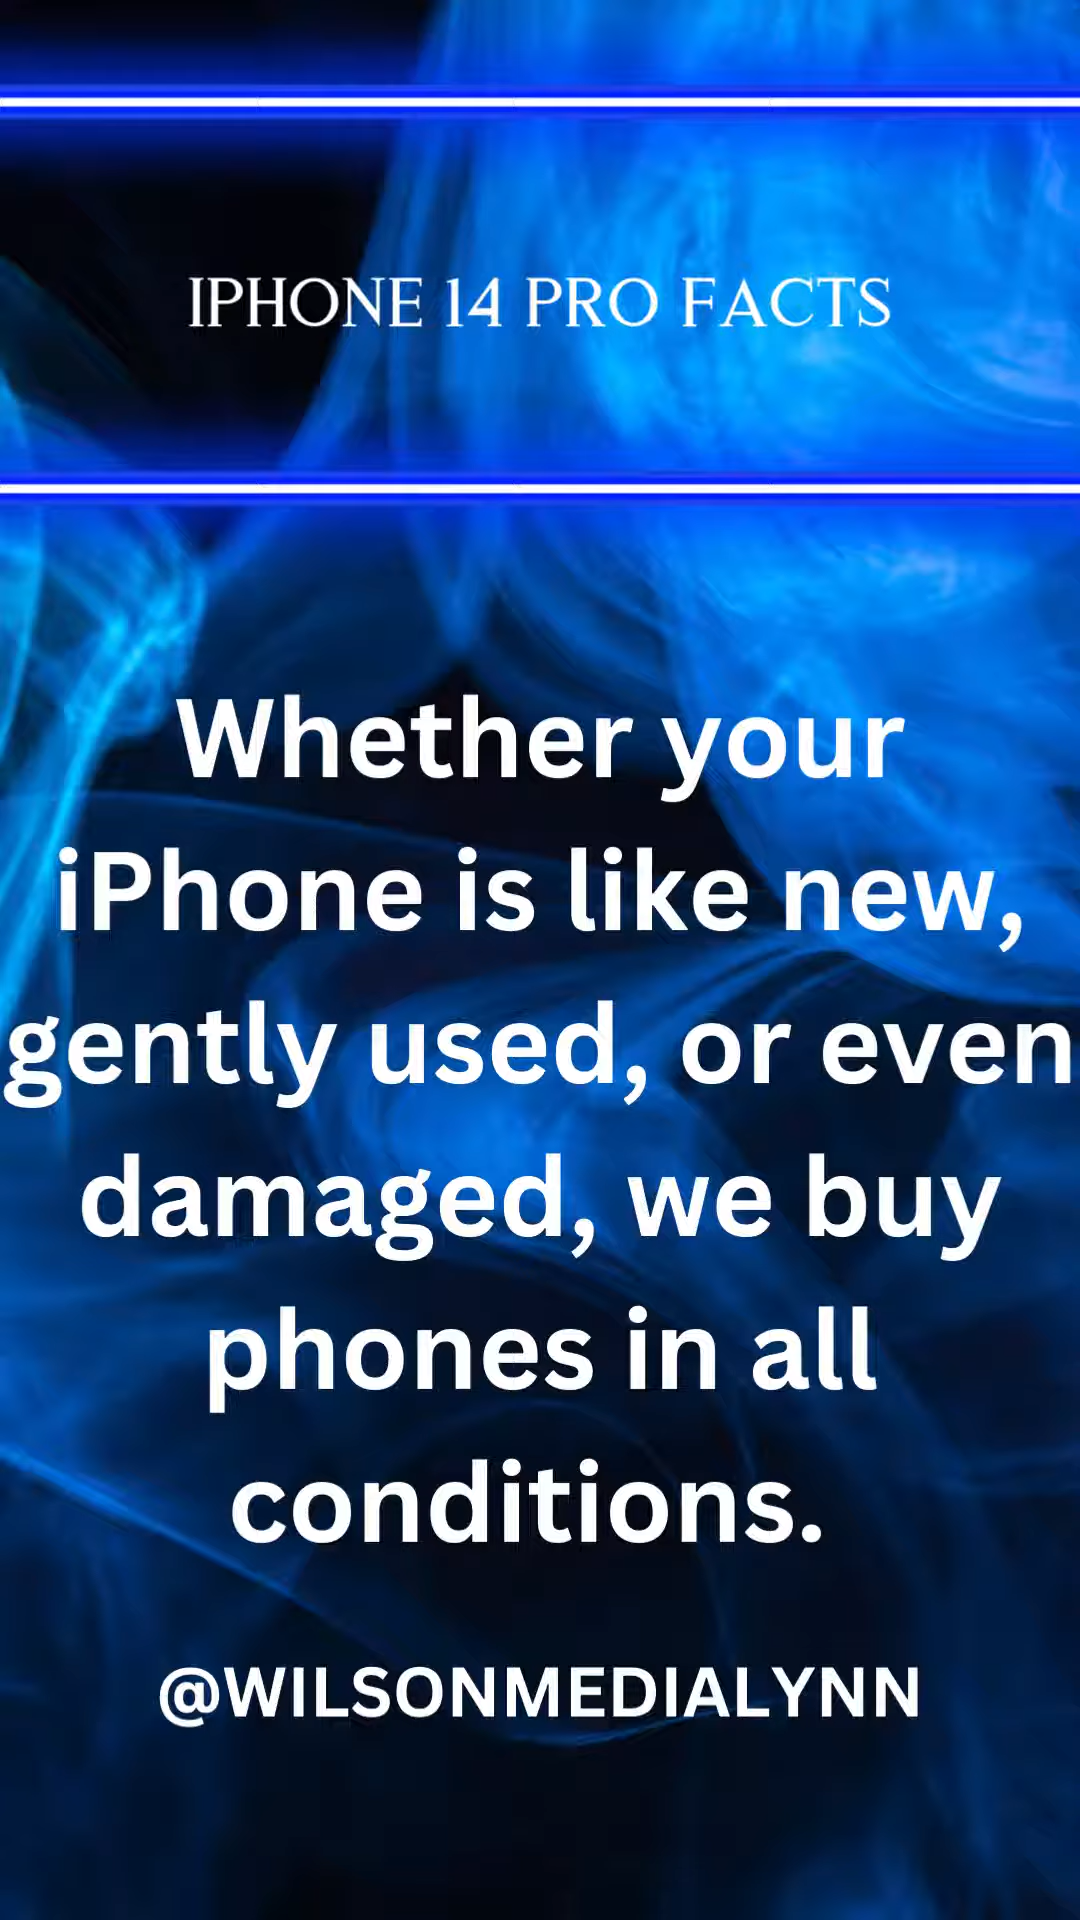 IPHONE 14 PRO FACTS
Whether your
iPhone is like new,
gently used, or even
damaged, we buy
phones in all
conditions.
@WILSONMEDIALYNN